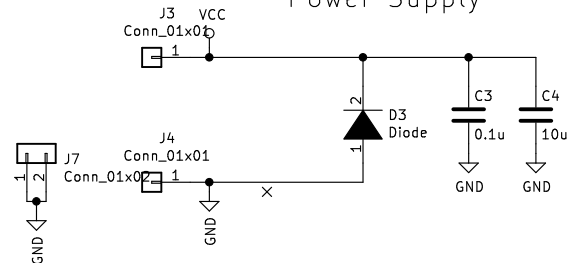 Power Supply
J3
VCC
Conn_01x01
1
2
D3
Diode
1
C3
0.1u
C4
10u
GND
GND
J4
Conn_01x01
1
J7
Conn_01x02
1
2
GND
GND